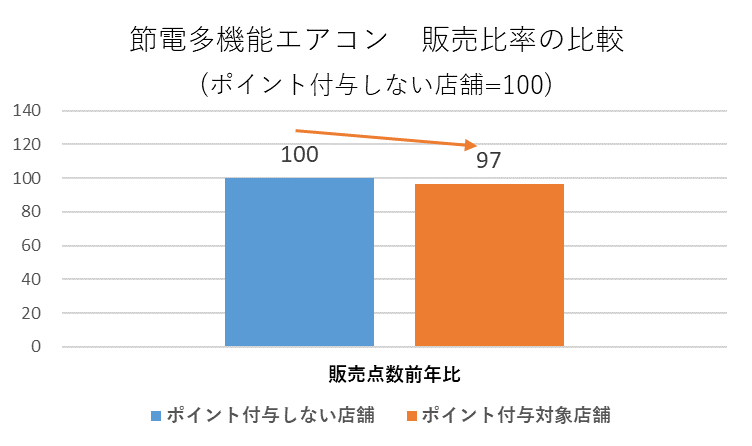 節電多機能エアコン　販売比率の比較
（ポイント付与しない店舗=100）
140
120
100
80
60
40
20
0
100
97
販売点数前年比
ポイント付与しない店舗
ポイント付与対象店舗